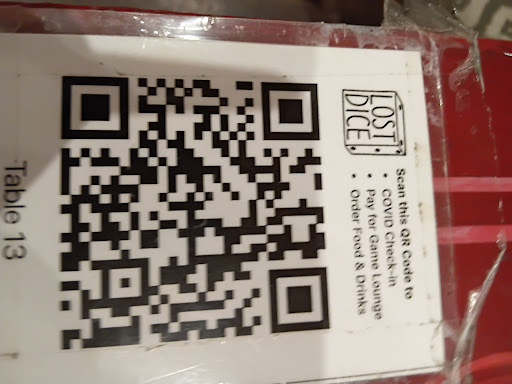 LOST
DICE
Scan this QR Code to
• COVID Check-in
• Pay for Game Lounge
• Order Food & Drinks
Table 13